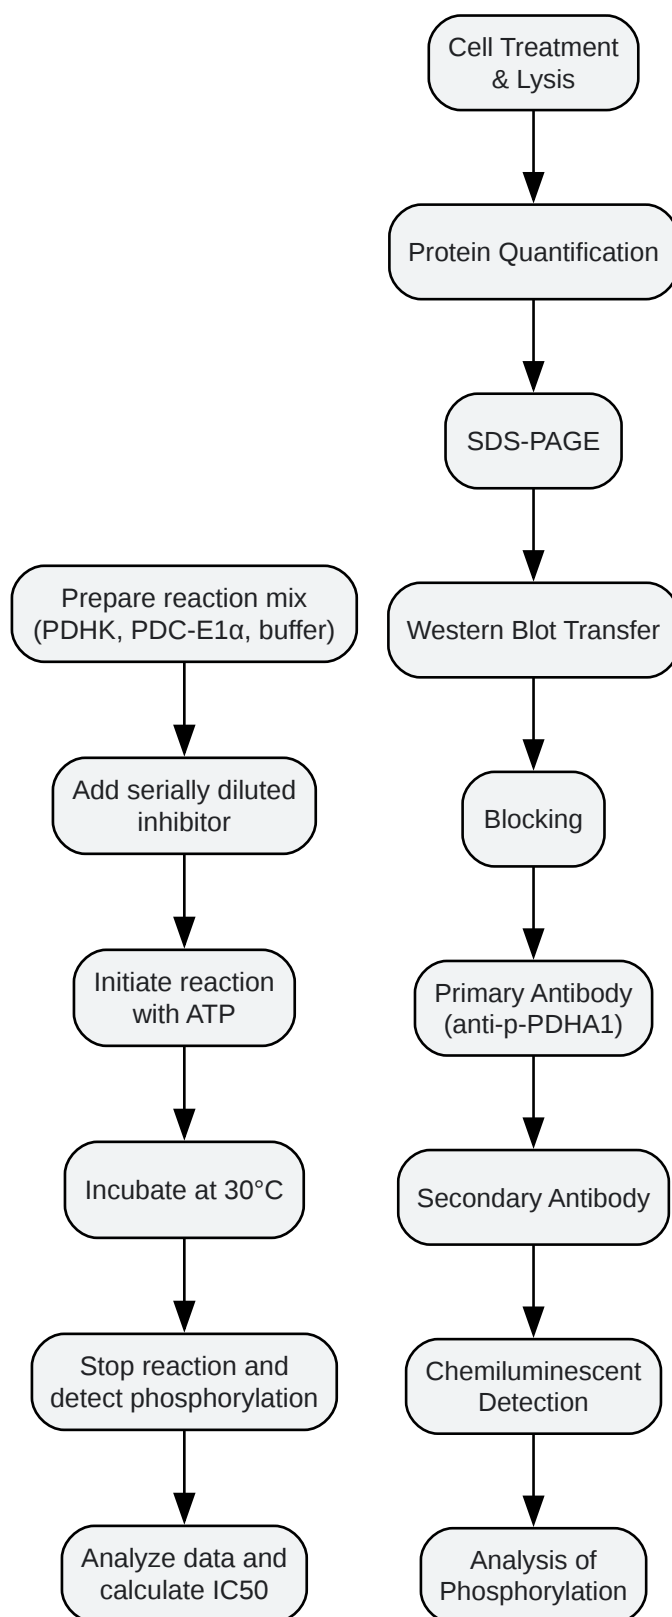 Cell Treatment
& Lysis
Protein Quantification
SDS-PAGE
Western Blot Transfer
Blocking
Primary Antibody
(anti-p-PDHA1)
Secondary Antibody
Chemiluminescent
Detection
Analysis of
Phosphorylation
Prepare reaction mix
(PDHK, PDC-E1α, buffer)
Add serially diluted
inhibitor
Initiate reaction
with ATP
Incubate at 30°C
Stop reaction and
detect phosphorylation
Analyze data and
calculate IC50